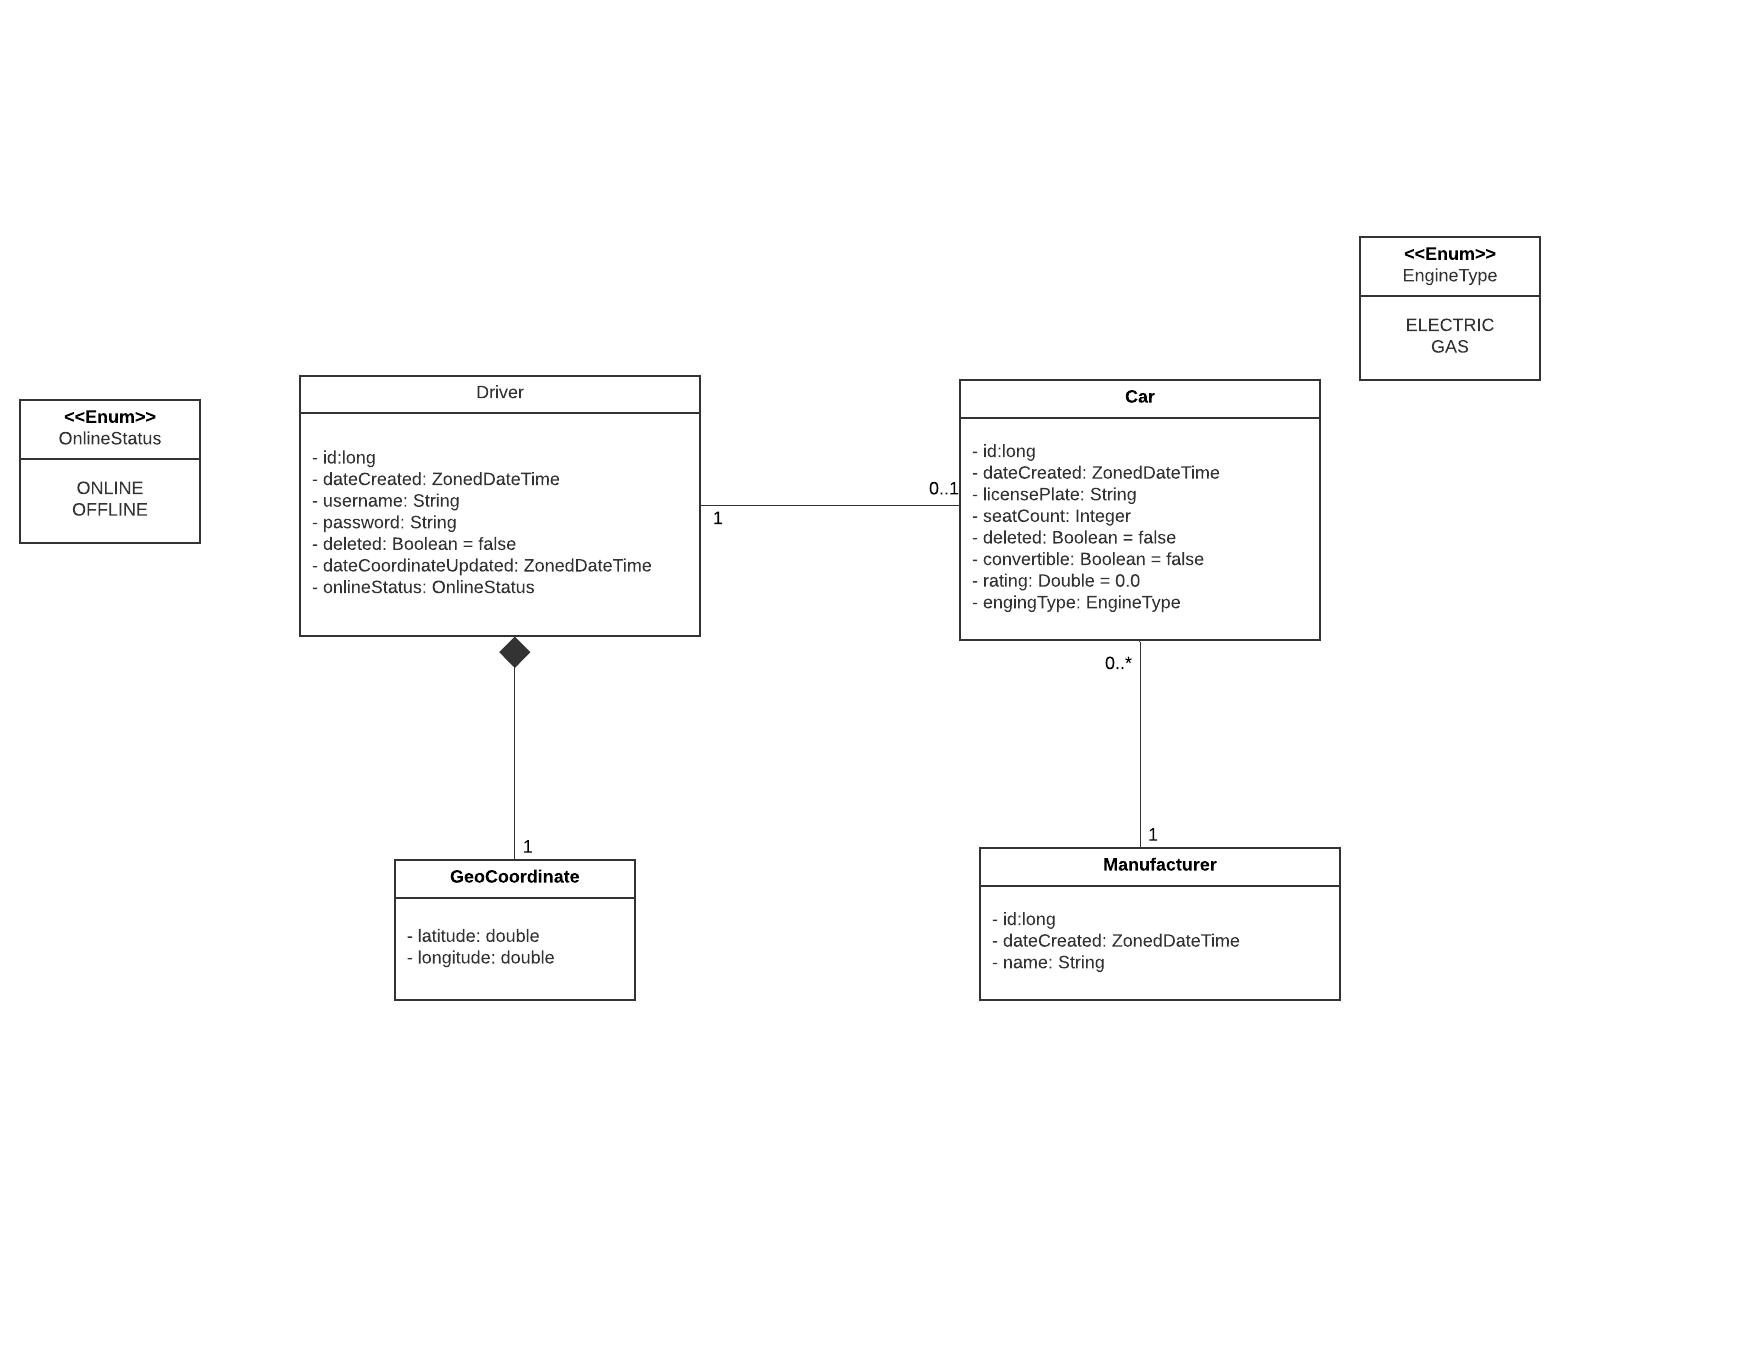 <<Enum>>
OnlineStatus
ONLINE
OFFLINE
Driver
- id:long
- dateCreated: ZonedDateTime
- username: String
- password: String
- deleted: Boolean = false
- dateCoordinateUpdated: ZonedDateTime
- onlineStatus: OnlineStatus
1
0..1
Car
- id:long
- dateCreated: ZonedDateTime
- licensePlate: String
- seatCount: Integer
- deleted: Boolean = false
- convertible: Boolean = false
- rating: Double = 0.0
- engingType: EngineType
<<Enum>>
EngineType
ELECTRIC
GAS
1
GeoCoordinate
- latitude: double
- longitude: double
0..*
1
Manufacturer
- id:long
- dateCreated: ZonedDateTime
- name: String